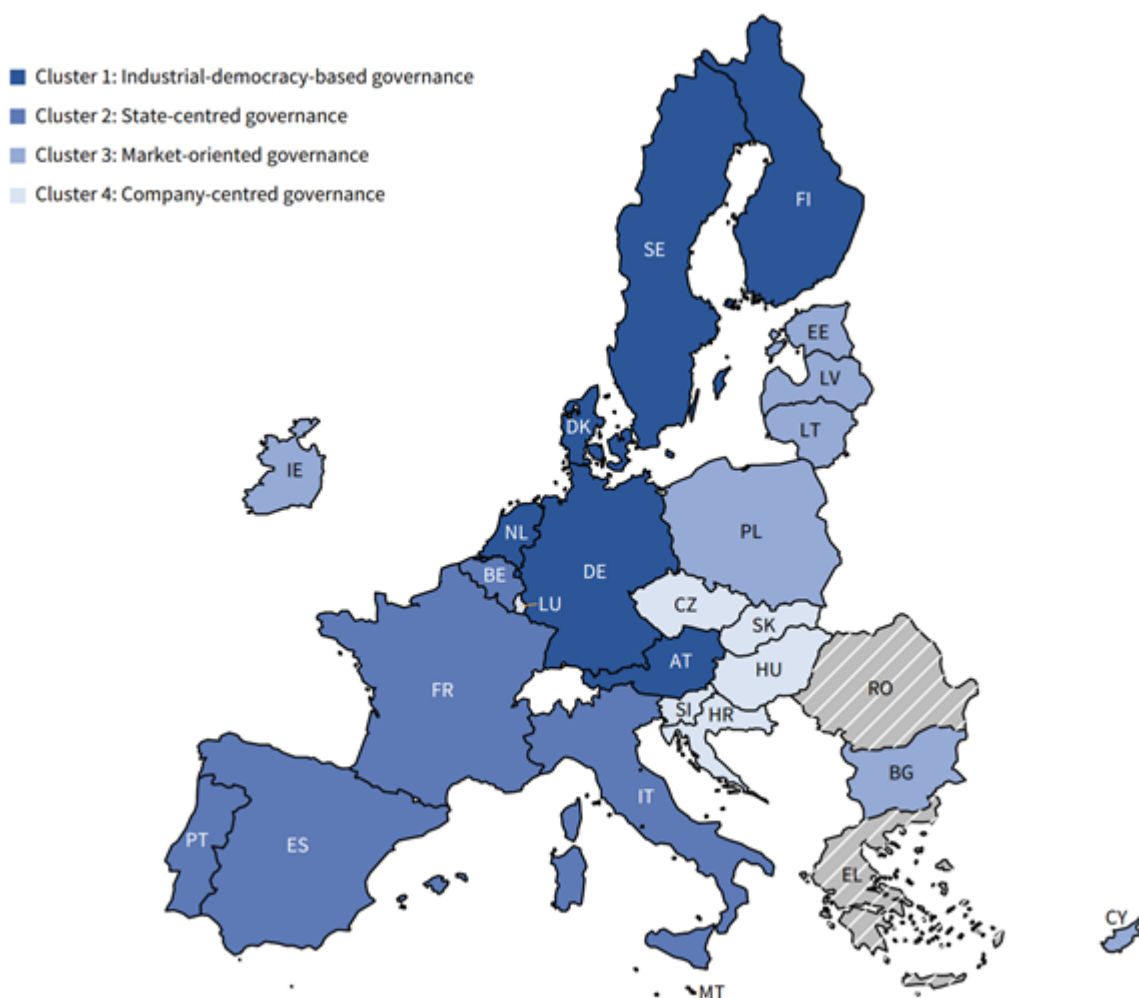 Cluster 1: Industrial-democracy-based governance
Cluster 2: State-centred governance
Cluster 3: Market-oriented governance
Cluster 4: Company-centred governance
FI
SE
EE
LV
LT
DK
IE
NL
PL
BE
DE
LU
CZ
SK
AT
HU
FR
SI
HR
RO
BG
IT
PT
ES
EL
CY
MT